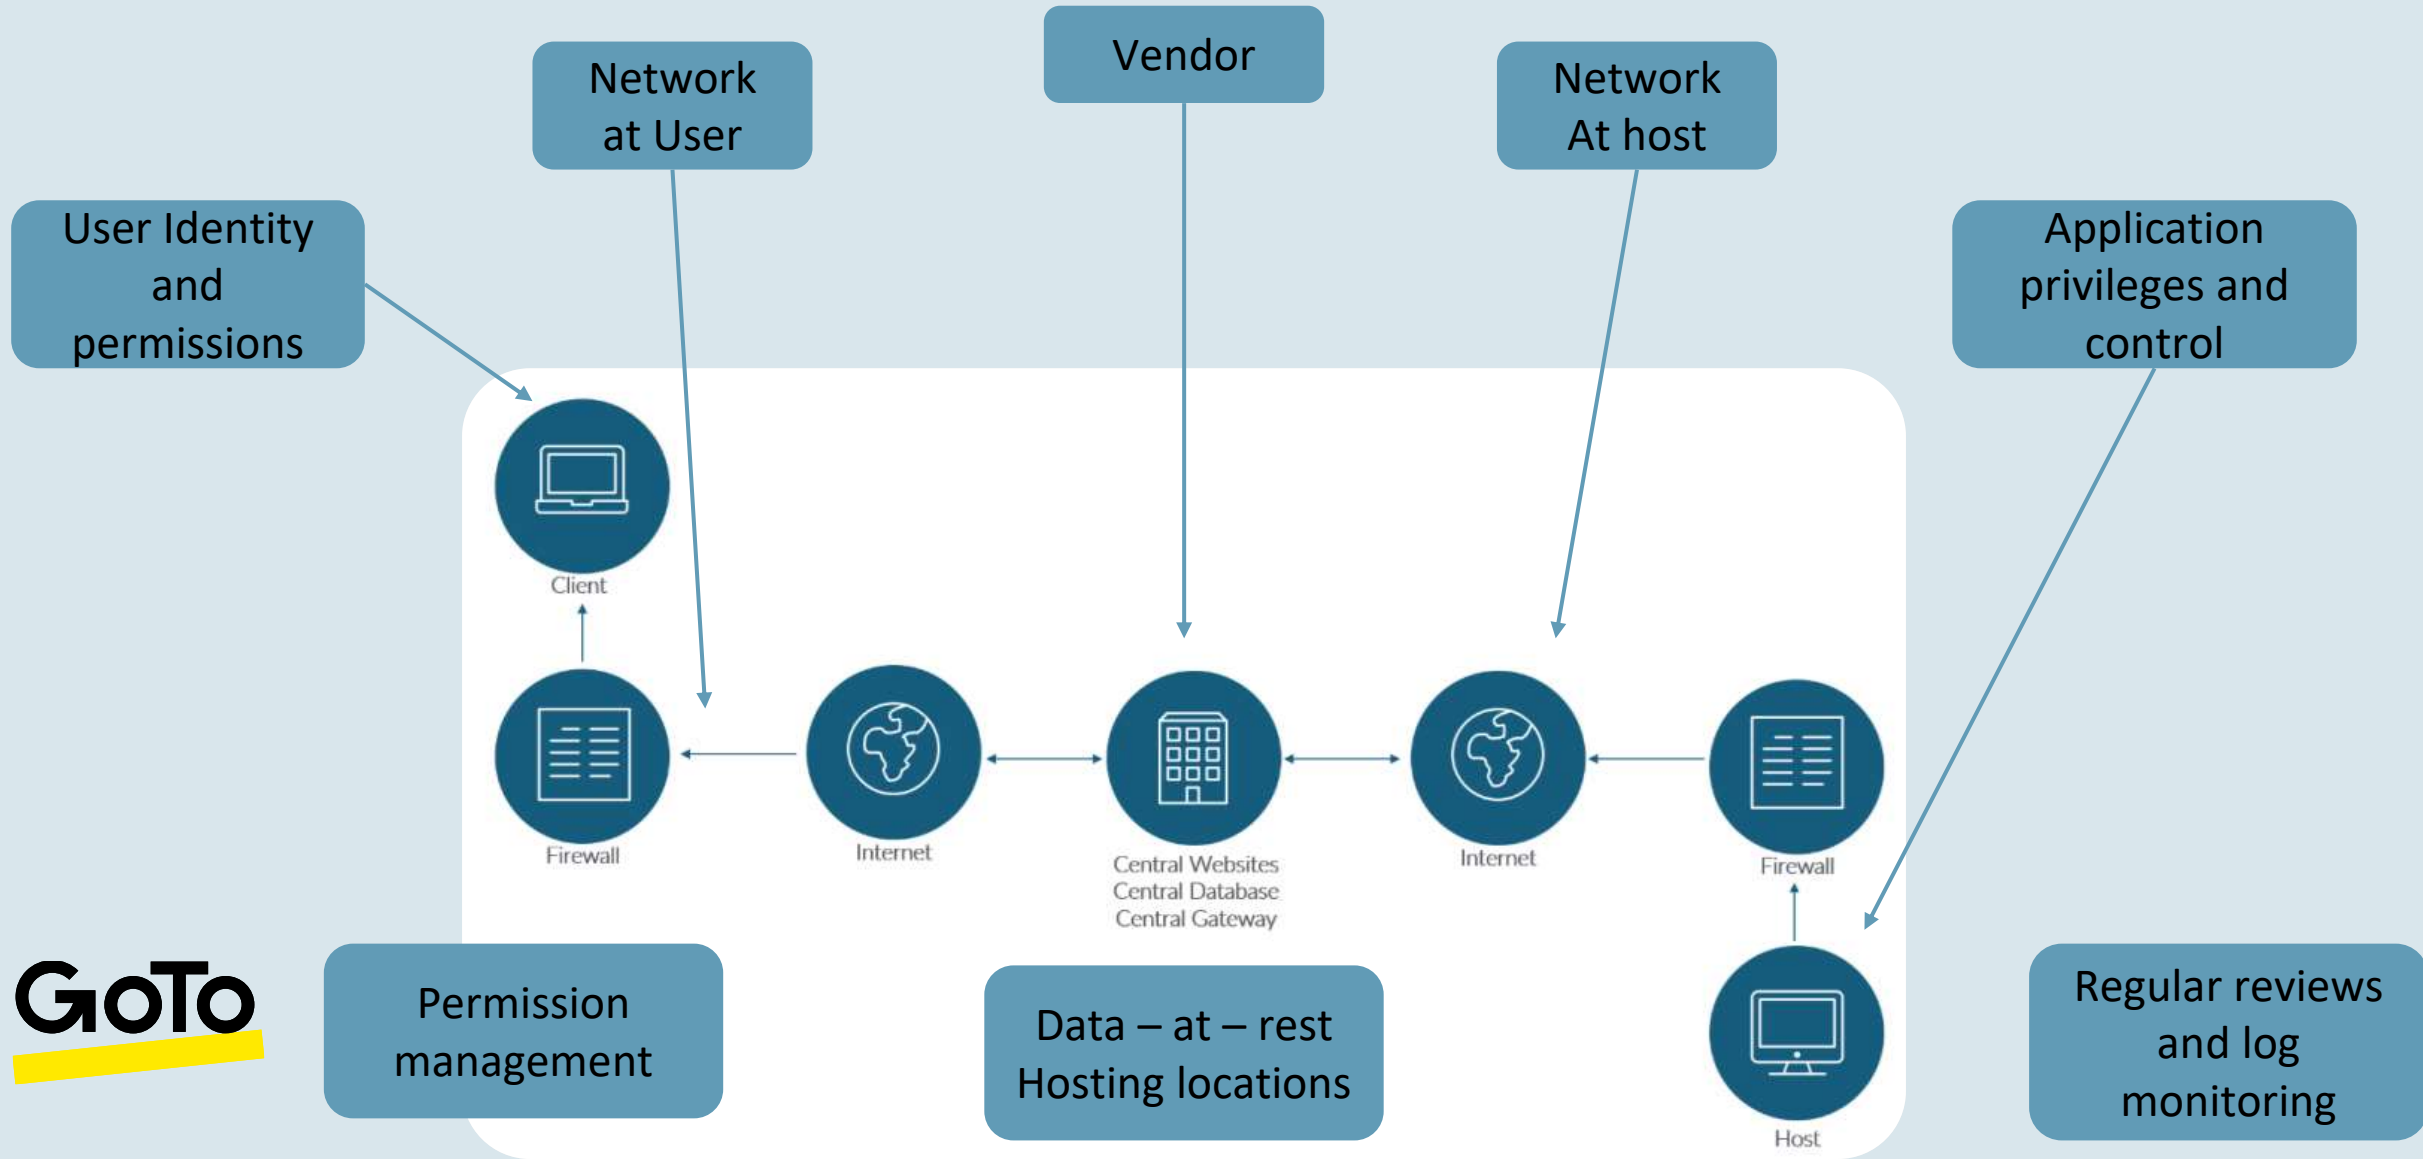 Vendor
Network
at User
Network
At host
User Identity
and
permissions
Application
privileges and
control
Client
Firewall
Internet
Central Websites
Central Database
Central Gateway
Internet
Firewall
GoTo
Permission
management
Data – at – rest
Hosting locations
Regular reviews
and log
monitoring
Host